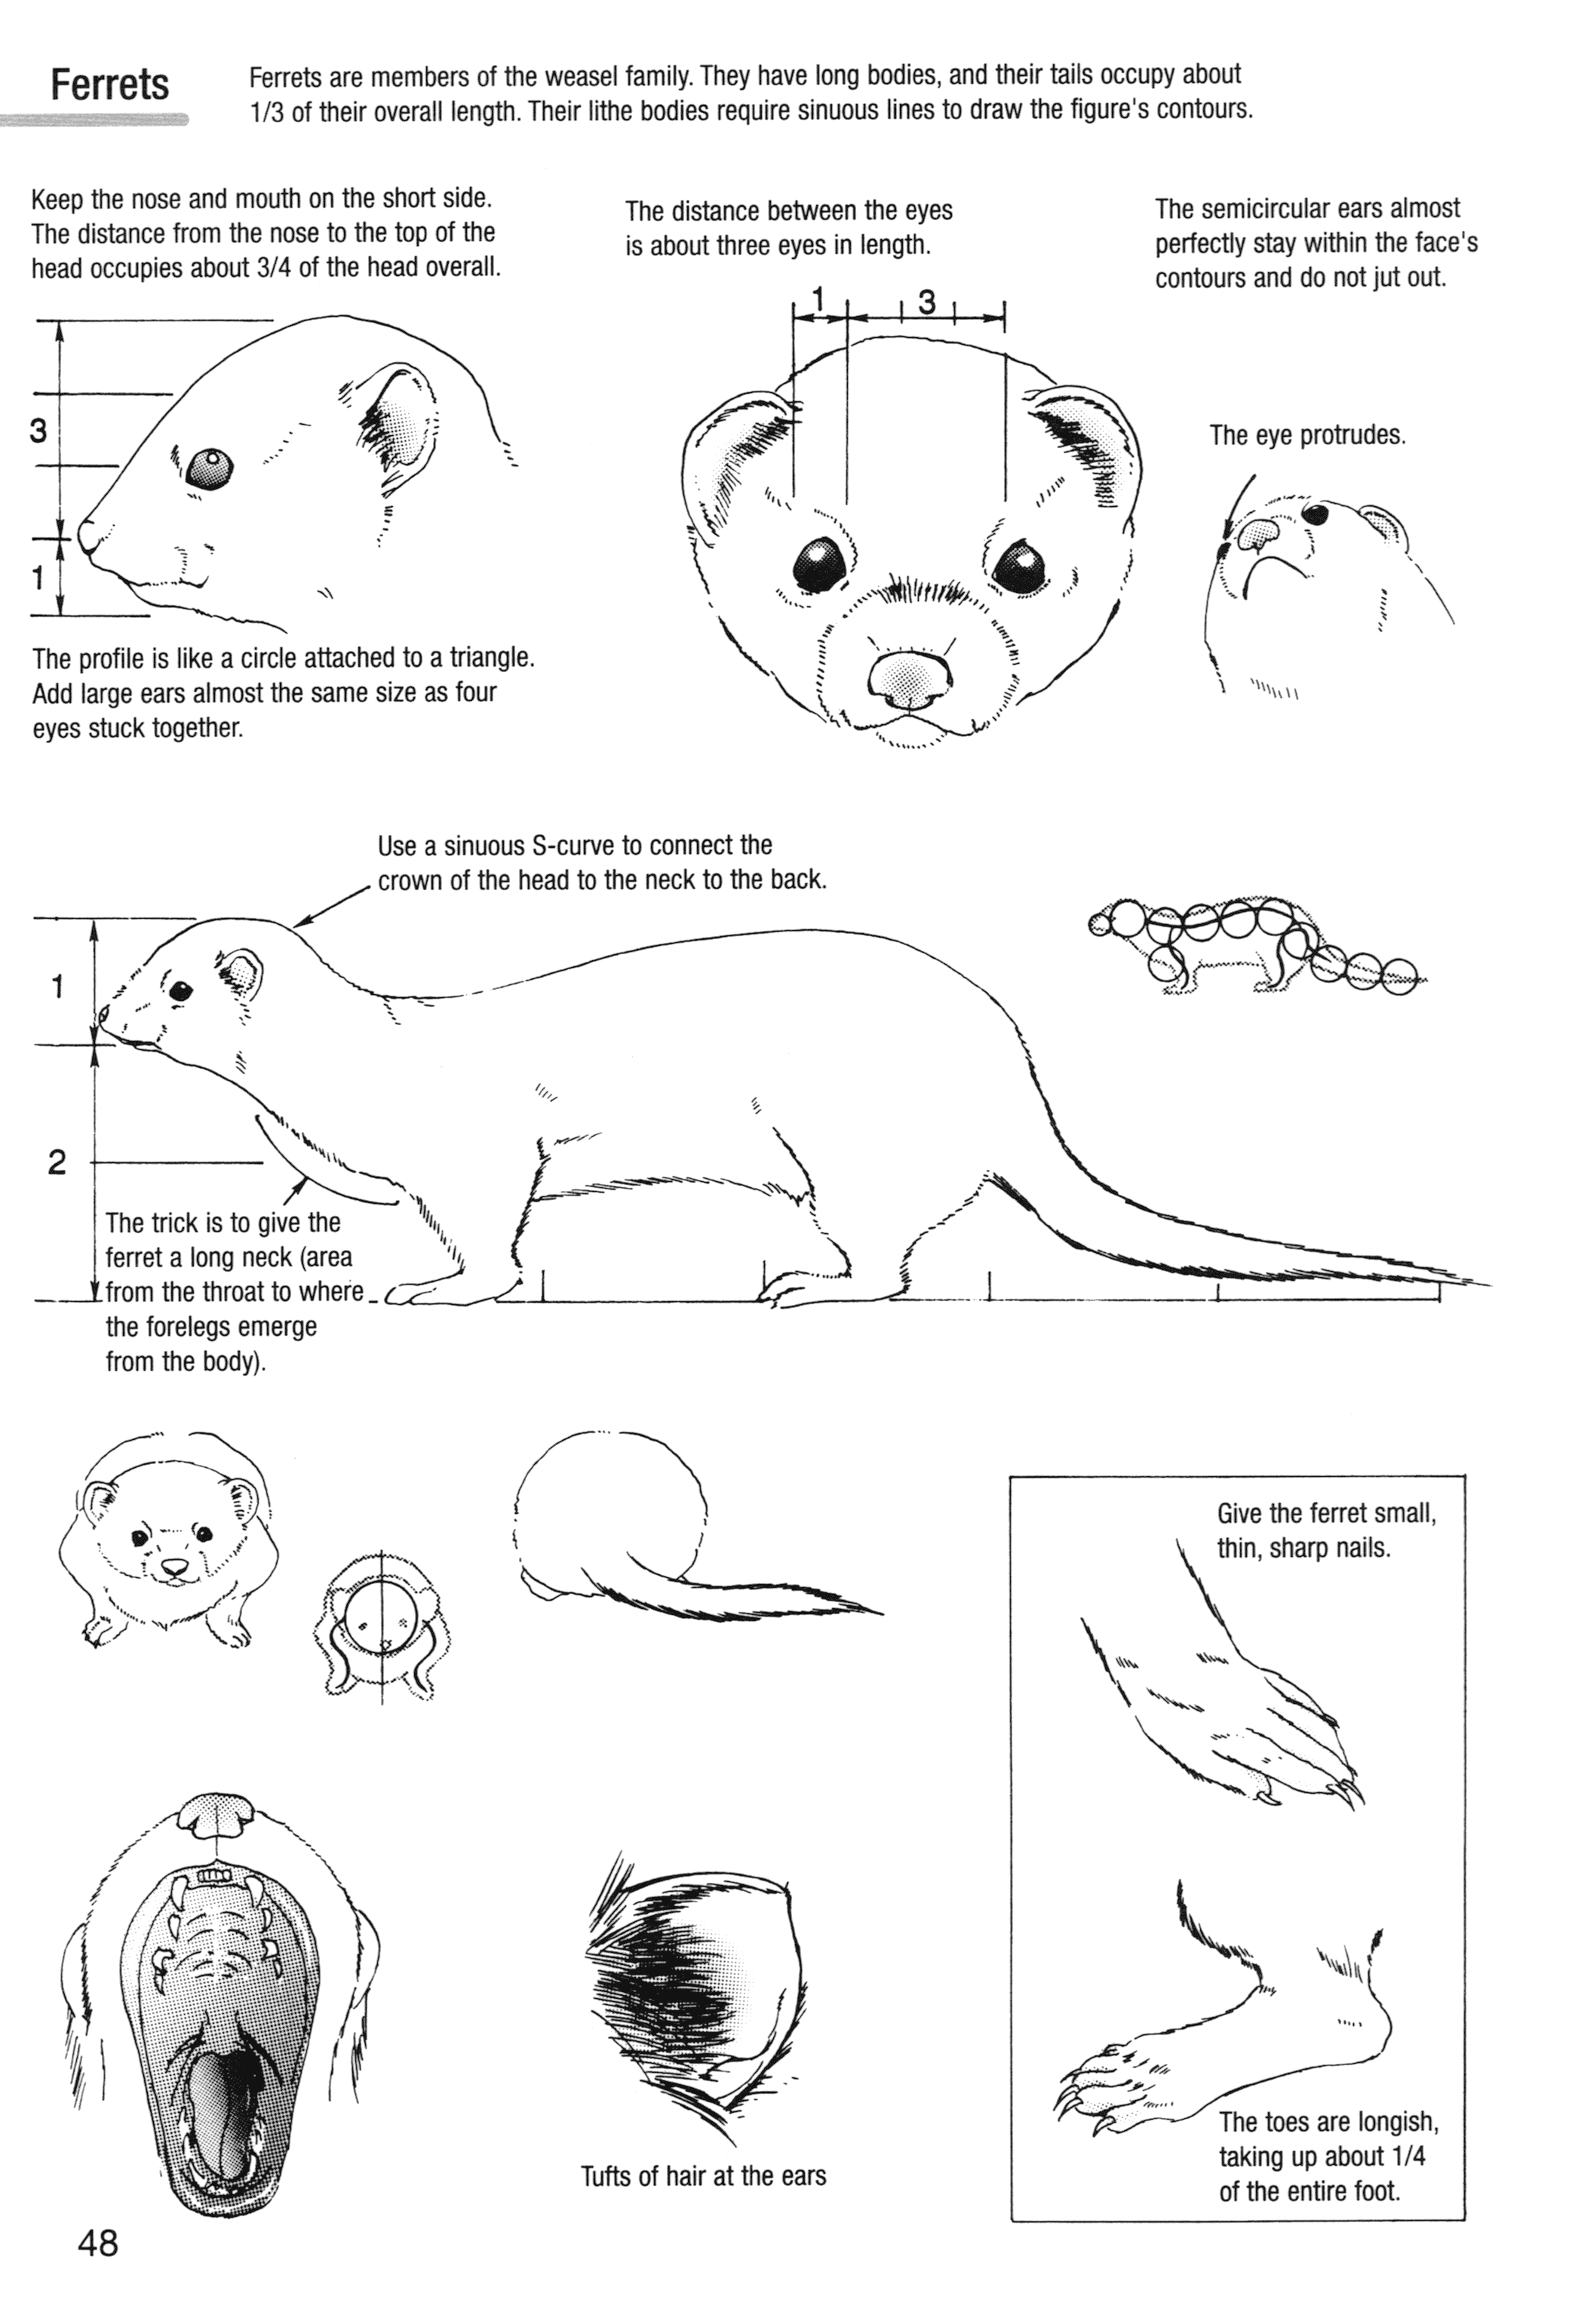 Ferrets
Ferrets are members of the weasel family. They have long bodies, and their tails occupy about
1/3 of their overall length. Their lithe bodies require sinuous lines to draw the figure's contours.
Keep the nose and mouth on the short side.
The distance from the nose to the top of the
head occupies about 3/4 of the head overall.
The distance between the eyes
is about three eyes in length.
The semicircular ears almost
perfectly stay within the face's
contours and do not jut out.
1
3
3
1
The eye protrudes.
The profile is like a circle attached to a triangle.
Add large ears almost the same size as four
eyes stuck together.
Use a sinuous S-curve to connect the
crown of the head to the neck to the back.
1
2
The trick is to give the
ferret a long neck (area
from the throat to where
the forelegs emerge
from the body).
Give the ferret small,
thin, sharp nails.
The toes are longish,
taking up about 1/4
of the entire foot.
Tufts of hair at the ears
48